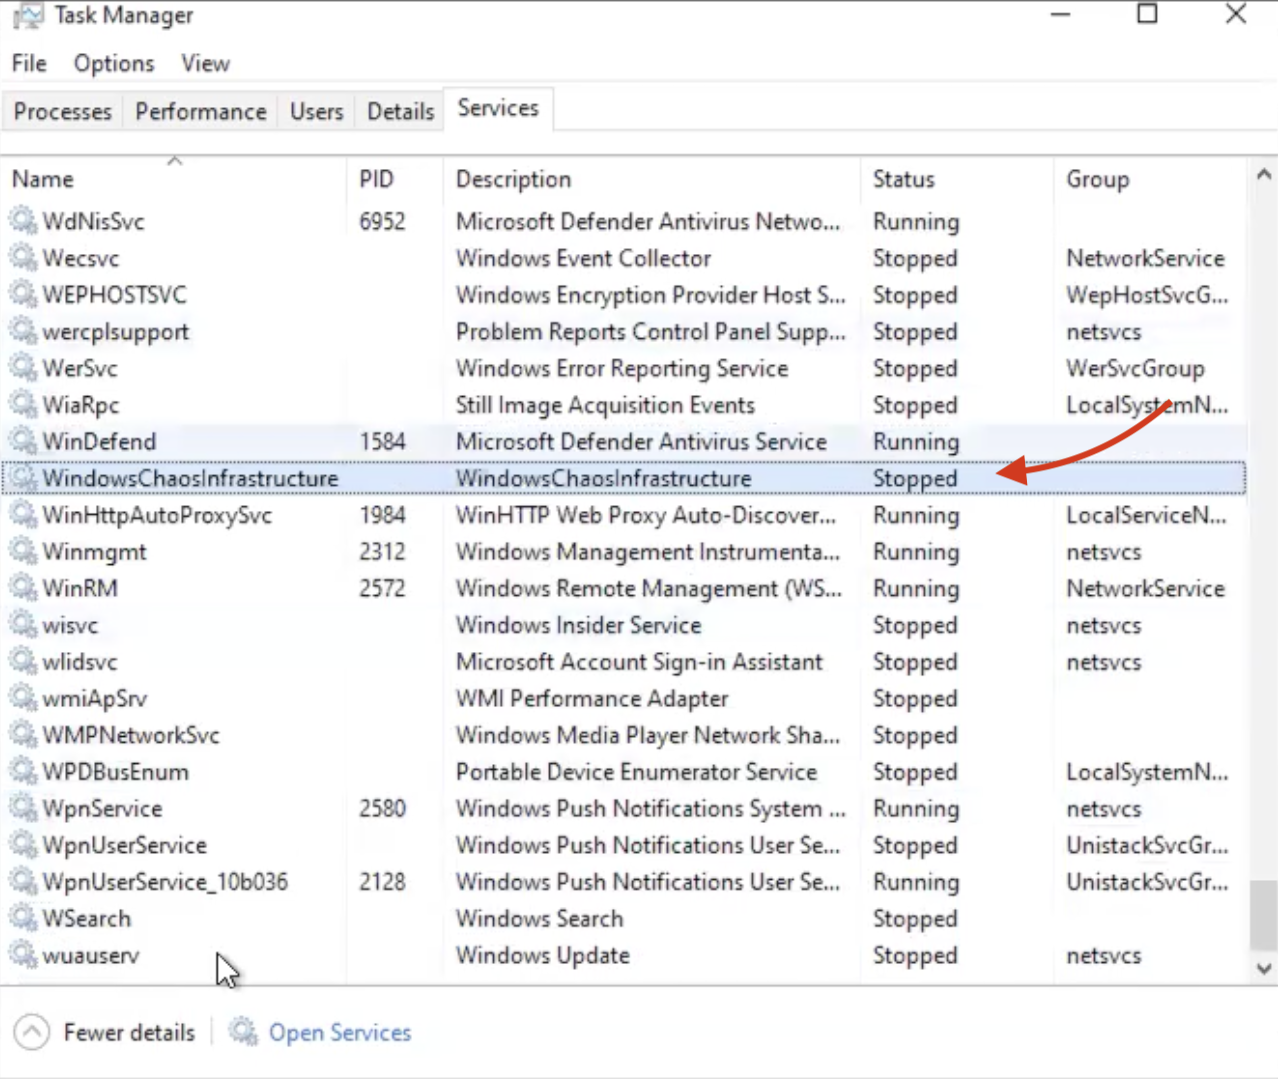 Task Manager
File Options View
Processes Performance Users Details Services
Name PID Description Status Group
WdNisSvc 6952 Microsoft Defender Antivirus Netwo... Running
Wecsvc Windows Event Collector Stopped NetworkService
WEPHOSTSVC Windows Encryption Provider Host S... Stopped WepHostSvcG...
wercplsupport Problem Reports Control Panel Supp... Stopped netsvcs
WerSvc Windows Error Reporting Service Stopped WerSvcGroup
WiaRpc Still Image Acquisition Events Stopped LocalSystemN...
WinDefend 1584 Microsoft Defender Antivirus Service Running
WindowsChaosInfrastructure WindowsChaosInfrastructure Stopped
WinHttpAutoProxySvc 1984 WinHTTP Web Proxy Auto-Discover... Running LocalServiceN...
Winmgmt 2312 Windows Management Instrumenta... Running netsvcs
WinRM 2572 Windows Remote Management (WS... Running NetworkService
wisvc Windows Insider Service Stopped netsvcs
wlidsvc Microsoft Account Sign-in Assistant Stopped netsvcs
wmiApSrv WMI Performance Adapter Stopped
WMPNetworkSvc Windows Media Player Network Sha... Stopped
WPDBusEnum Portable Device Enumerator Service Stopped LocalSystemN...
WpnService 2580 Windows Push Notifications System ... Running netsvcs
WpnUserService Windows Push Notifications User Se... Stopped UnistackSvcGr...
WpnUserService_10b036 2128 Windows Push Notifications User Se... Running UnistackSvcGr...
WSearch Windows Search Stopped
wuauserv Windows Update Stopped netsvcs
Fewer details Open Services